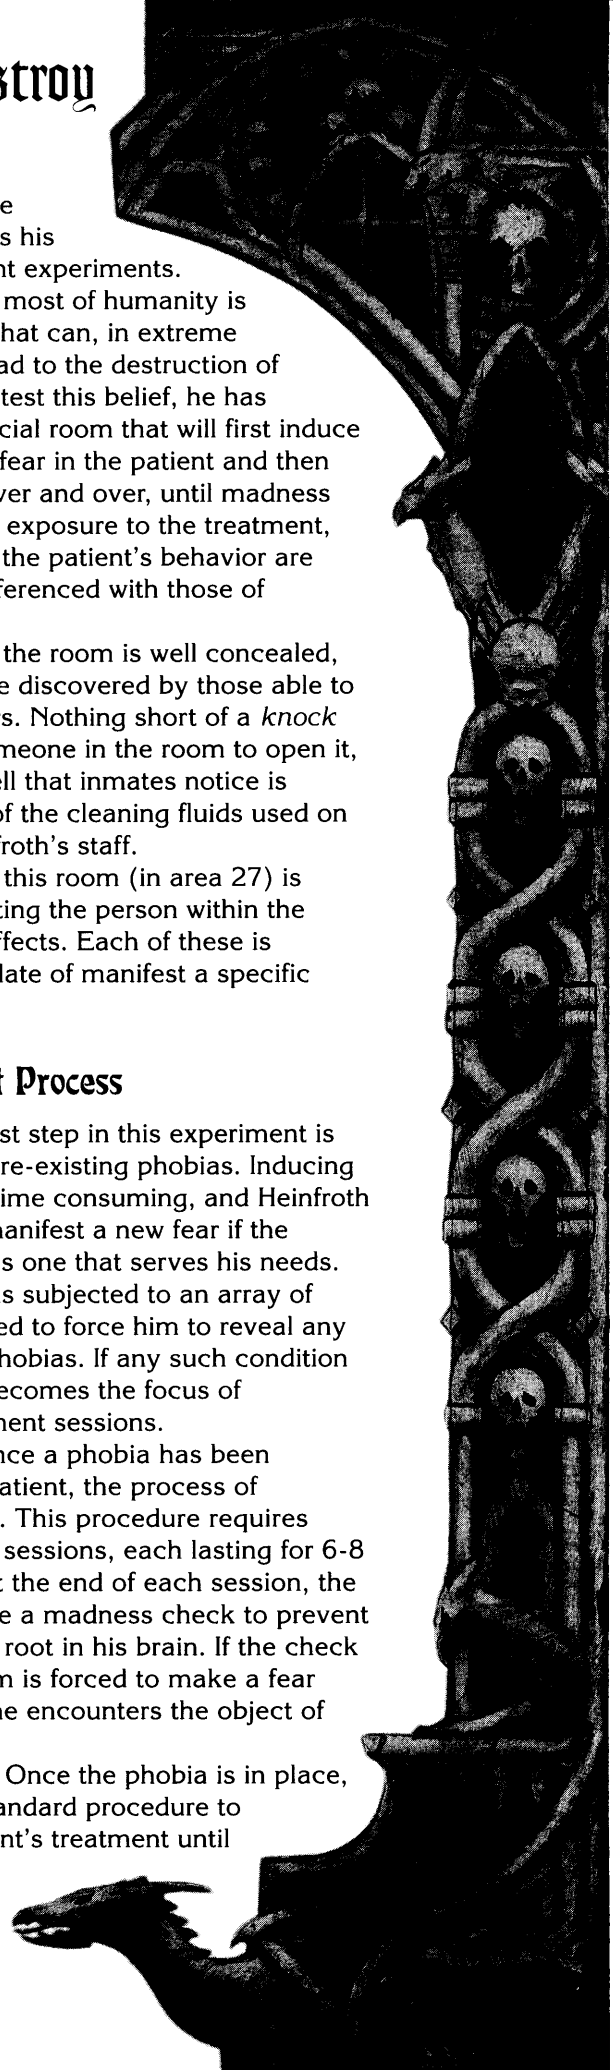 stroy
e
s his
nt experiments.
most of humanity is
hat can, in extreme
ad to the destruction of
test this belief, he has
cial room that will first induce
fear in the patient and then
ver and over, until madness
exposure to the treatment,
the patient's behavior are
ferenced with those of
the room is well concealed,
e discovered by those able to
s. Nothing short of a knock
meone in the room to open it,
ell that inmates notice is
of the cleaning fluids used on
roth's staff.
this room (in area 27) is
ting the person within the
ffects. Each of these is
late of manifest a specific
t Process
st step in this experiment is
re-existing phobias. Inducing
ime consuming, and Heinfroth
nanifest a new fear if the
s one that serves his needs.
s subjected to an array of
ed to force him to reveal any
hobias. If any such condition
ecomes the focus of
nent sessions.
nce a phobia has been
atient, the process of
. This procedure requires
sessions, each lasting for 6-8
t the end of each session, the
e a madness check to prevent
root in his brain. If the check
m is forced to make a fear
ne encounters the object of
Once the phobia is in place,
andard procedure to
nt's treatment until